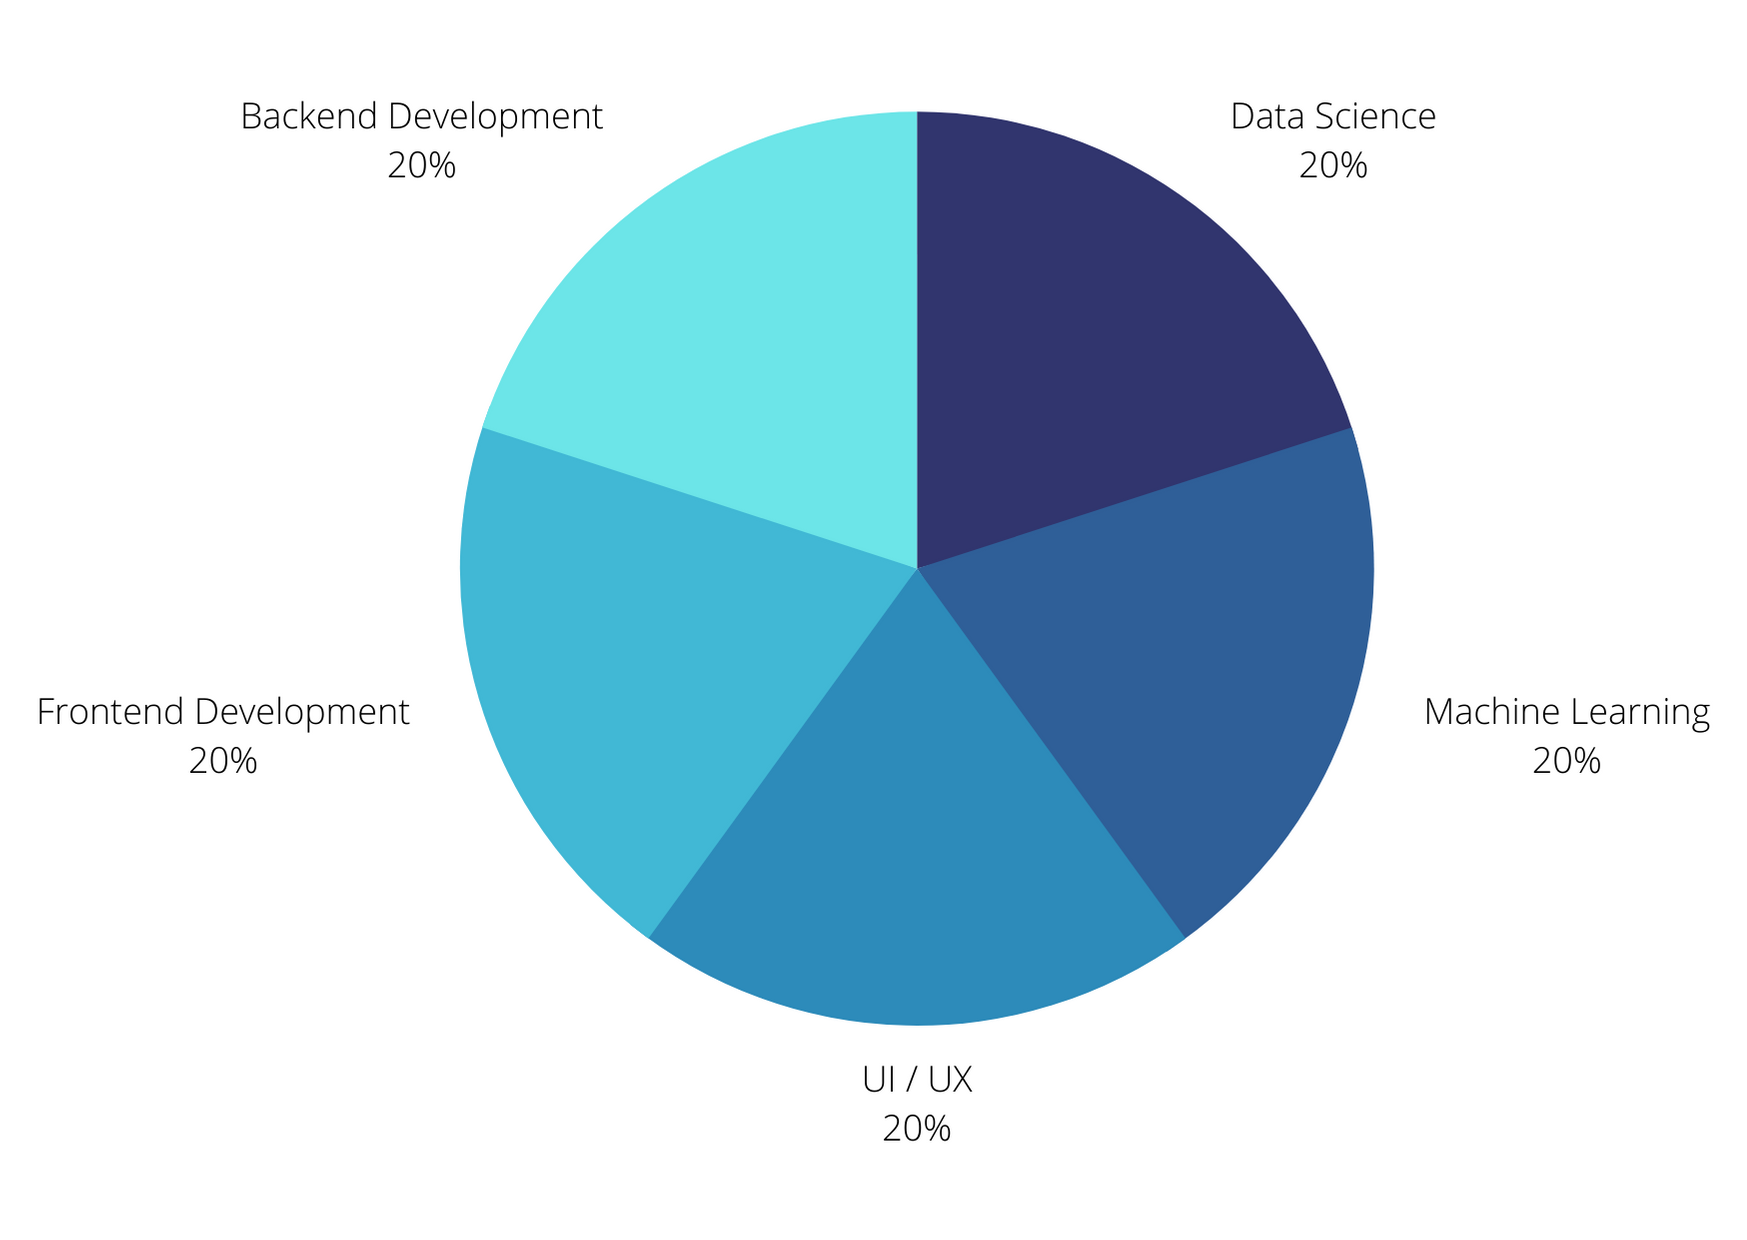 Backend Development
20%
Data Science
20%
Frontend Development
20%
Machine Learning
20%
UI / UX
20%